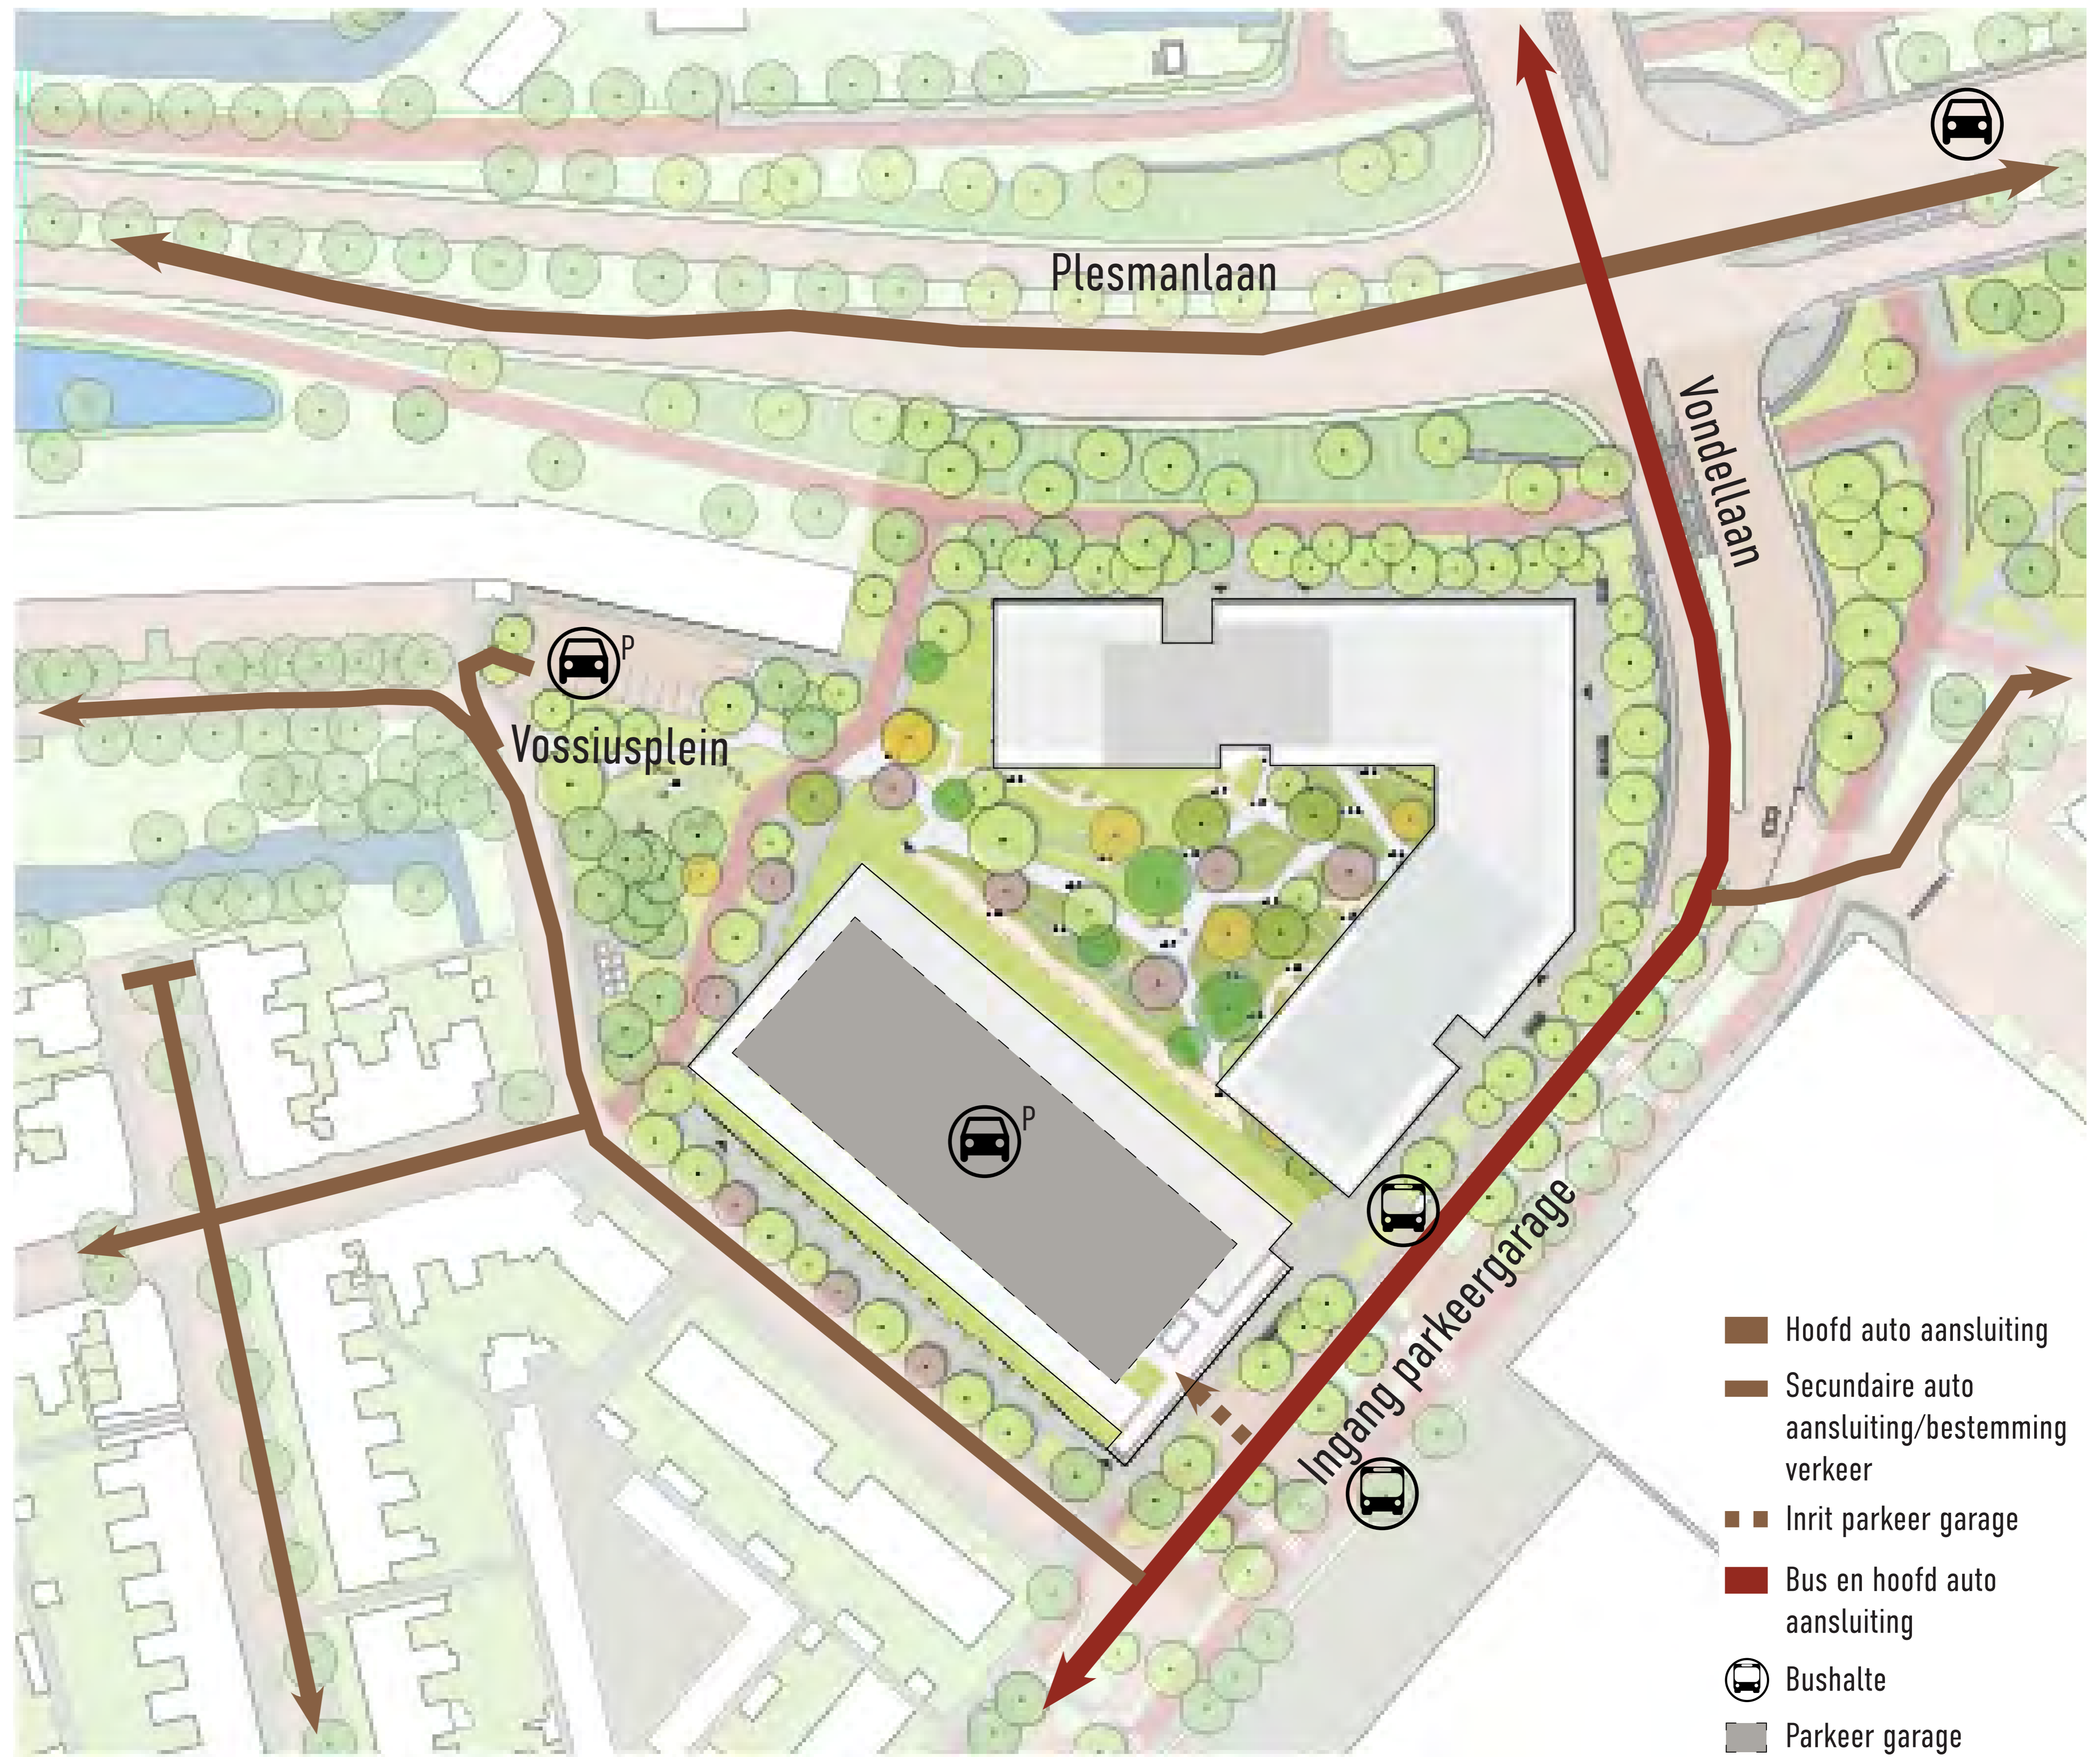 Plesmanlaan
Vondellaan
P
Vossiusplein
P
Ingang parkeergarage
Hoofd auto aansluiting
Secundaire auto
aansluiting/bestemming
verkeer
Inrit parkeer garage
Bus en hoofd auto
aansluiting
Bushalte
Parkeer garage